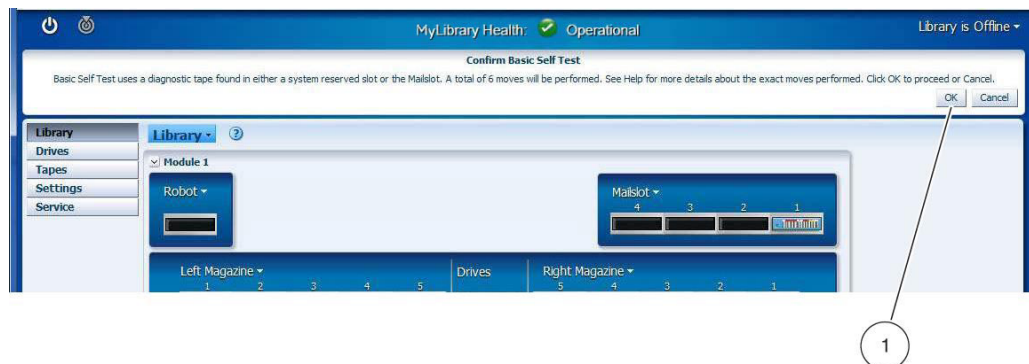 MyLibrary Health: Operational
Library is Offline
Confirm Basic Self Test
Basic Self Test uses a diagnostic tape found in either a system reserved slot or the Mailslot. A total of 6 moves will be performed. See Help for more details about the exact moves performed. Click OK to proceed or Cancel.
OK Cancel
Library
Drives
Tapes
Settings
Service
Library
?
Module 1
Robot
Mailslot
4 3 2 1
Left Magazine
1 2 3 4 5
Drives
Right Magazine
5 4 3 2 1
1